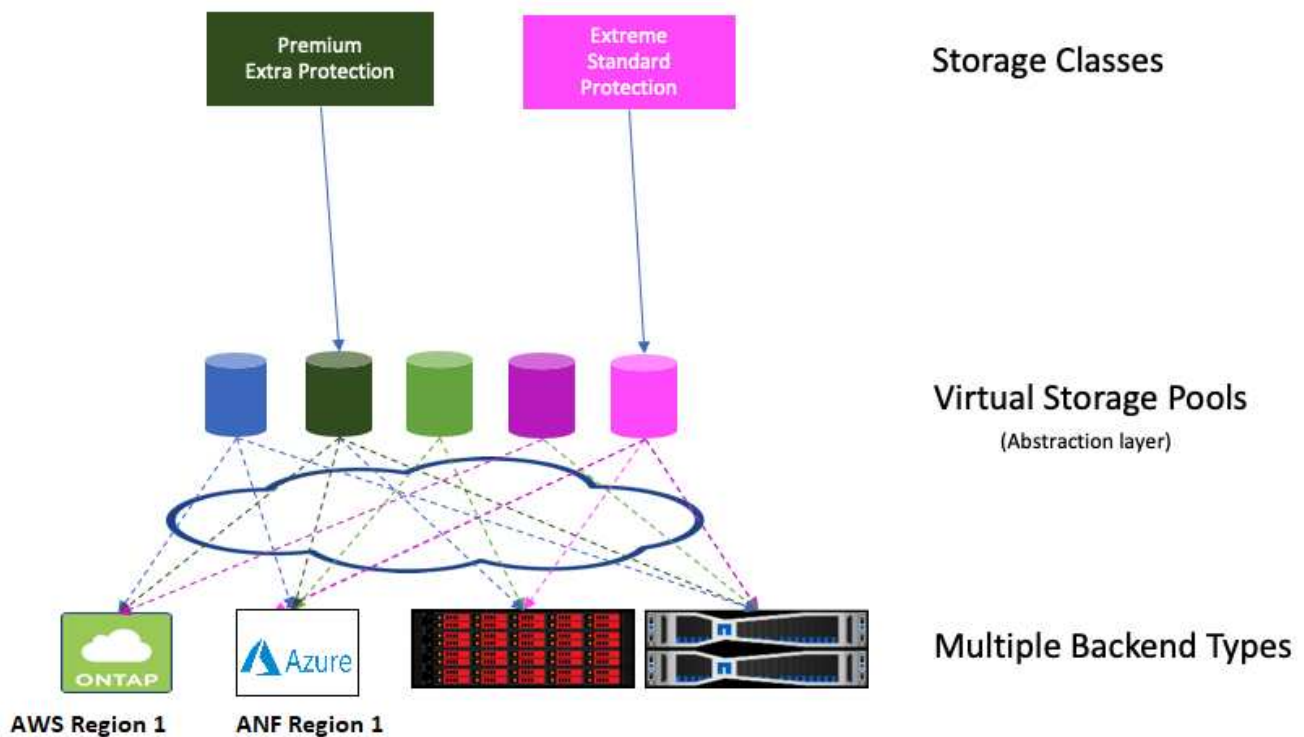 Premium
Extra Protection
Extreme
Standard
Protection
Storage Classes
Virtual Storage Pools
(Abstraction layer)
ONTAP
Azure
Multiple Backend Types
AWS Region 1
ANF Region 1